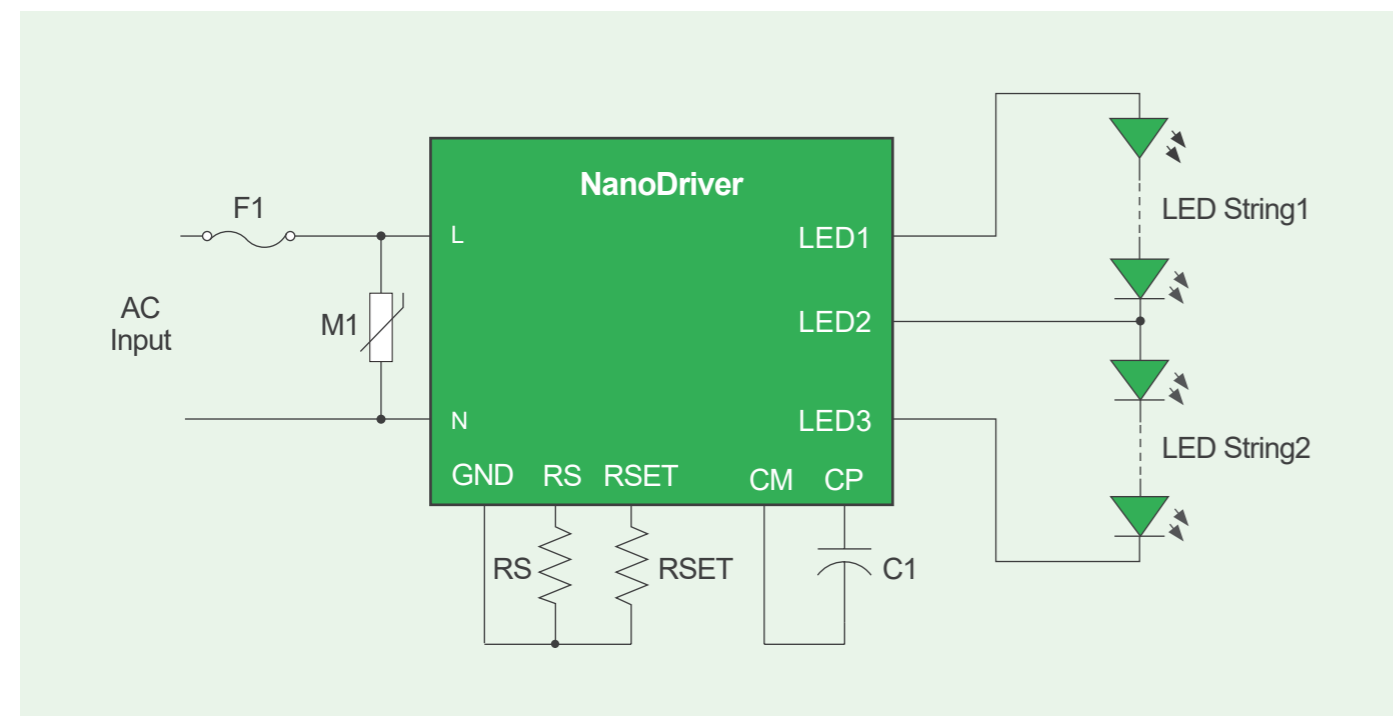 NanoDriver
F1
L
LED1
LED String1
AC
Input
M1
LED2
N
LED3
LED String2
GND RS RSET CM CP
RS
RSET
C1